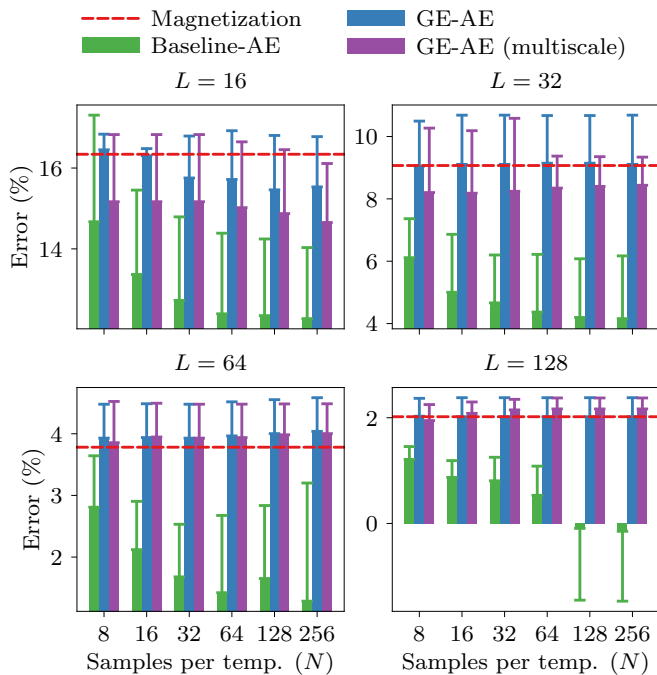 Magnetization
GE-AE
Baseline-AE
GE-AE (multiscale)
L = 16
L = 32
Error (%)
16
14
10
8
6
4
L = 64
L = 128
Error (%)
4
3
2
2
0
8 16 32 64 128 256
8 16 32 64 128 256
Samples per temp. (N)
Samples per temp. (N)